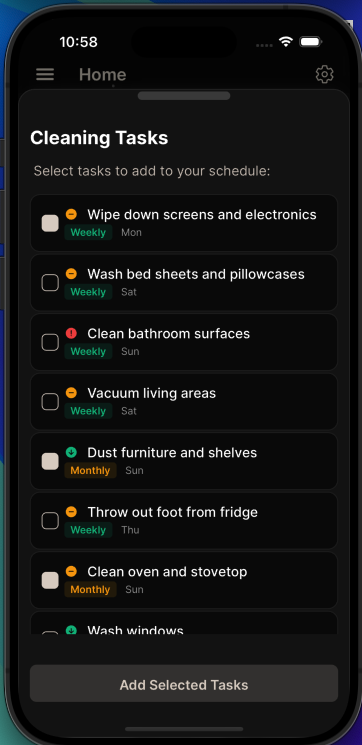 10:58
Home
Cleaning Tasks
Select tasks to add to your schedule:
Wipe down screens and electronics
Weekly Mon
Wash bed sheets and pillowcases
Weekly Sat
Clean bathroom surfaces
Weekly Sun
Vacuum living areas
Weekly Sat
Dust furniture and shelves
Monthly Sun
Throw out foot from fridge
Weekly Thu
Clean oven and stovetop
Monthly Sun
Wash windows
Add Selected Tasks